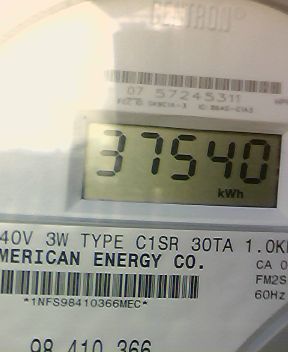 CENTRON®
07 57245311
37540
kWh
40V 3W TYPE C1SR 30TA 1.0K
MERICAN ENERGY CO.
CA 0
FM2S
60Hz
*1NFS98410366MEC*
98 410 366